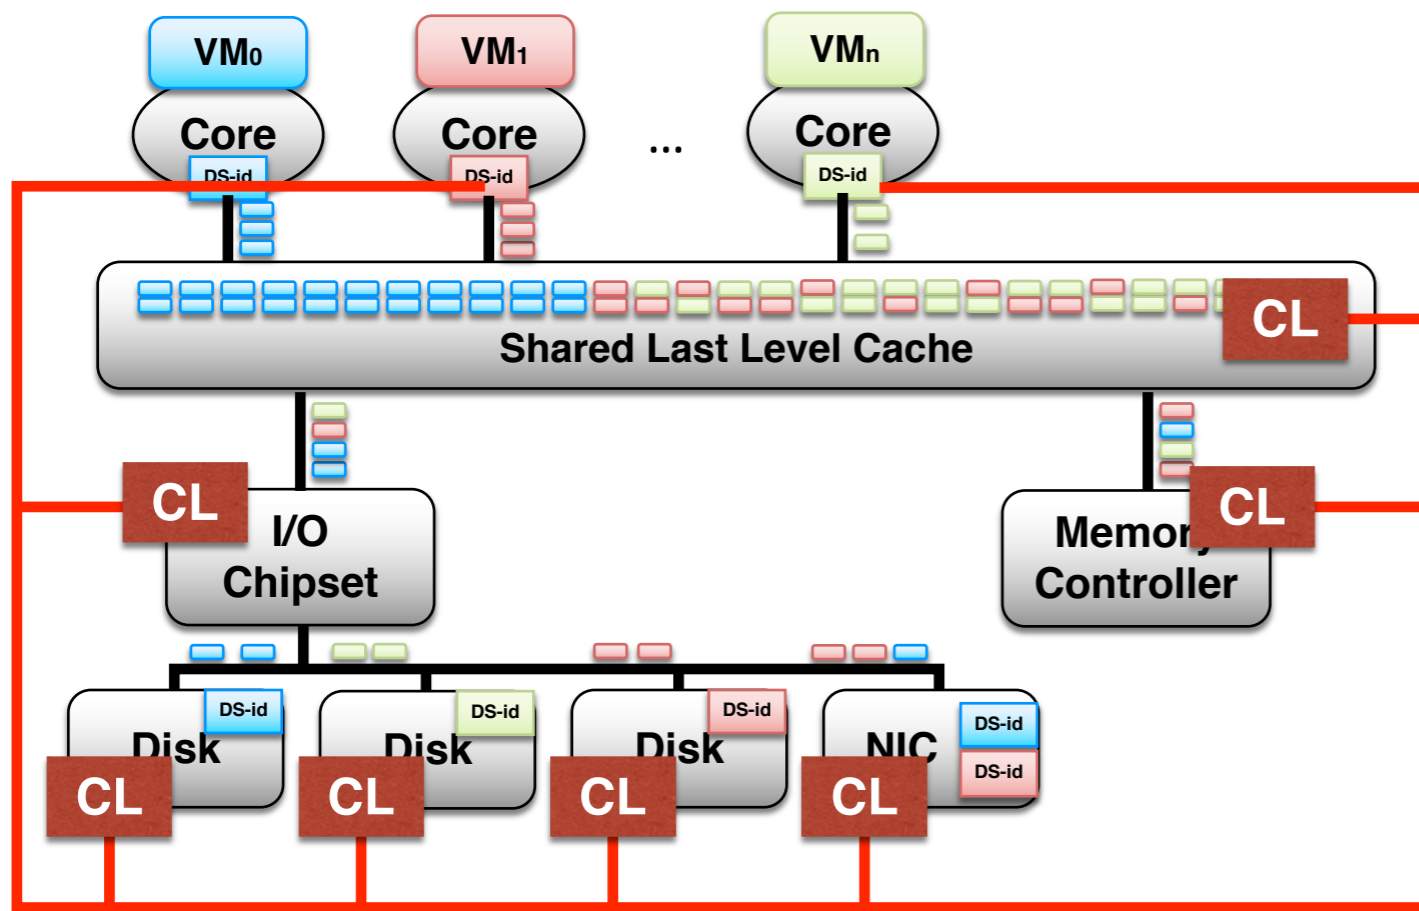 VM0
VM1
VMn
Core
Core
...
Core
DS-id
DS-id
DS-id
CL
Shared Last Level Cache
CL
CL
I/O
Chipset
Memory
Controller
DS-id
DS-id
DS-id
DS-id
Disk
Disk
Disk
NIC
DS-id
CL
CL
CL
CL